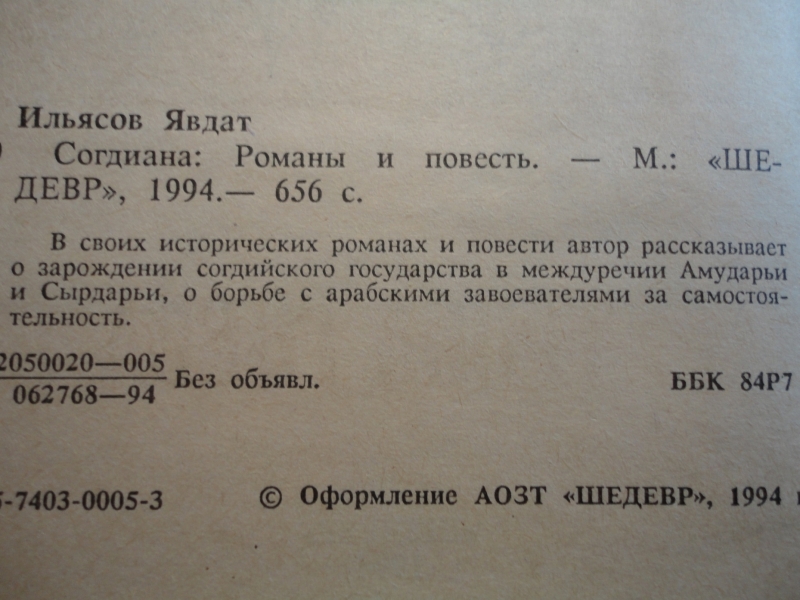 Ильясов Явдат
Согдиана: Романы и повесть. — М.: «ШЕ-
ДЕВР», 1994.— 656 с.
В своих исторических романах и повести автор рассказывает
о зарождении согдийского государства в междуречии Амударьи
и Сырдарьи, о борьбе с арабскими завоевателями за самостоя-
тельность.
2050020—005
062768—94
Без объявл.
ББК 84Р7
5-7403-0005-3
© Оформление АОЗТ «ШЕДЕВР», 1994